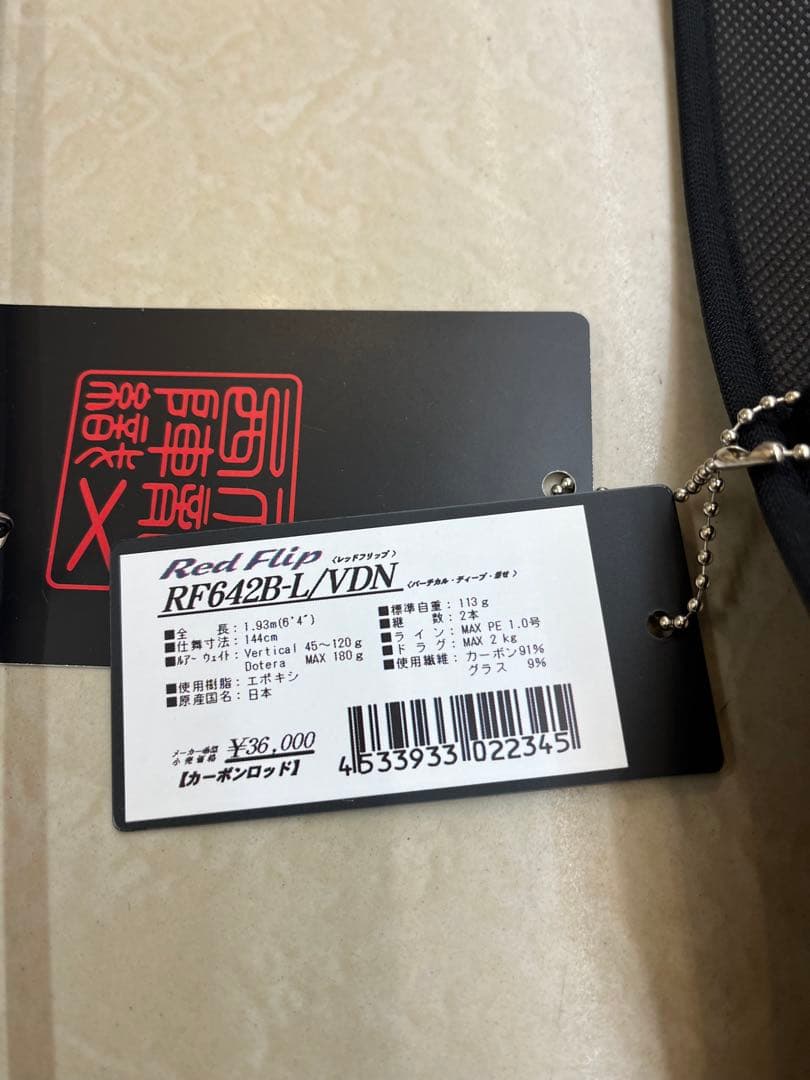 Red Flip〈レッドフリップ〉
RF642B-L/VDN〈バーチカル・ディープ・乗せ〉
■全 長：1.93m(6'4")
■仕舞寸法：144cm
■ﾙｱｰ ｳｪｲﾄ：Vertical 45～120g
Dotera MAX 180g
■使用樹脂：エポキシ
■原産国名：日本
■標準自重：113g
■継 数：2本
■ライン：MAX PE 1.0号
■ドラグ：MAX 2kg
■使用繊維：カーボン91%
グラス 9%
メーカー希望
小売価格 ￥36,000
【カーボンロッド】
4533933022345